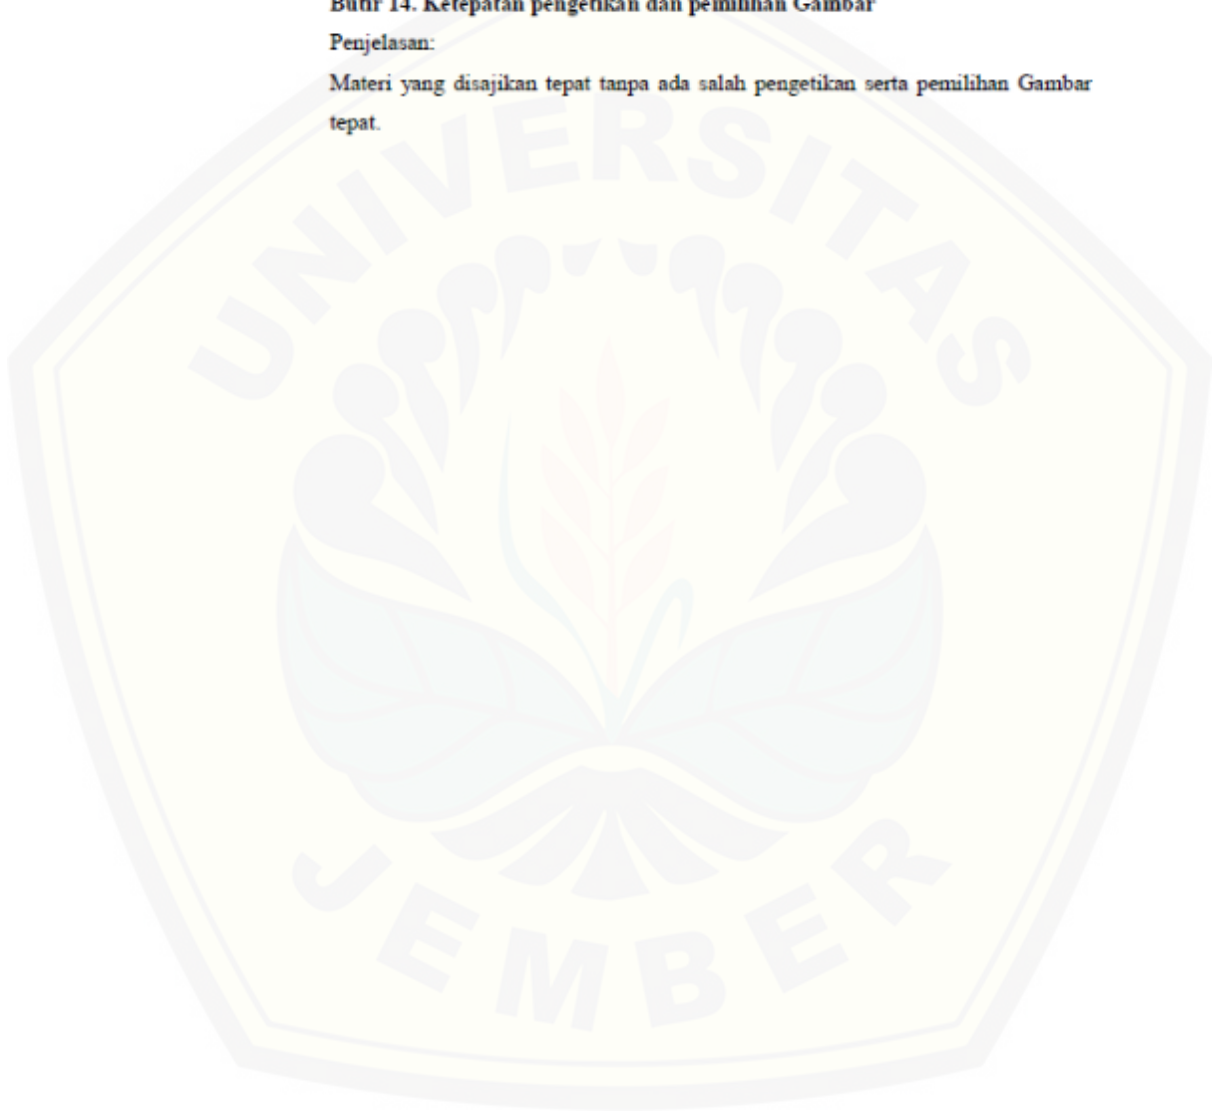 Butir 14. Ketepatan pengetikan dan pemilihan Gambar
Penjelasan:
Materi yang disajikan tepat tanpa ada salah pengetikan serta pemilihan Gambar
tepat.
UNIVERSITAS
JEMBER